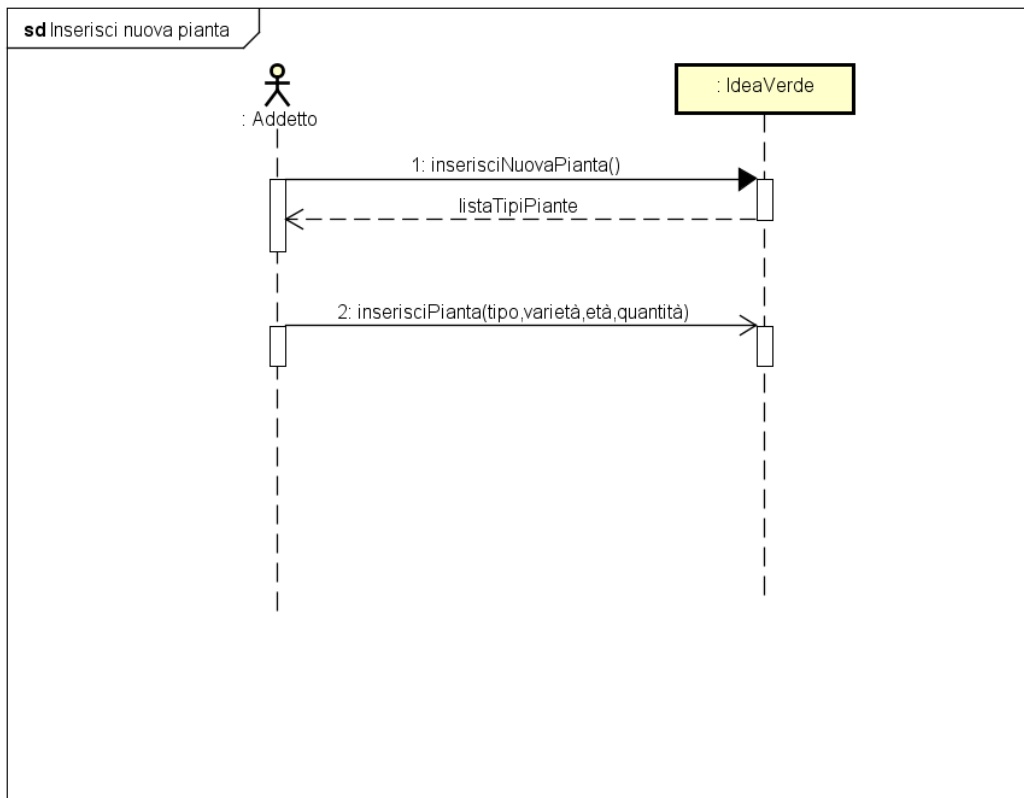 sd Inserisci nuova pianta
: Addetto
: IdeaVerde
1: inserisciNuovaPianta()
listaTipiPiante
2: inserisciPianta(tipo,varietà,età,quantità)